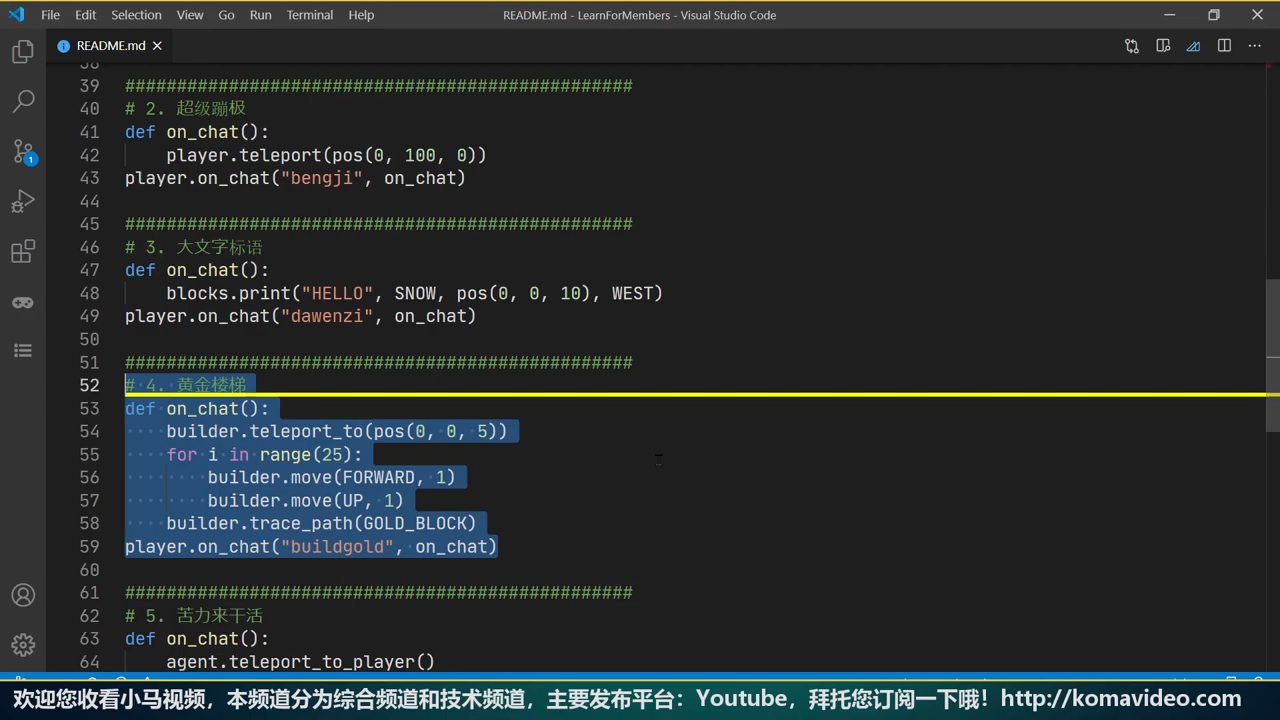 File Edit Selection View Go Run Terminal Help README.md - LearnForMembers - Visual Studio Code
README.md
38
39 #################################################
40 # 2. 超级蹦极
41 def on_chat():
42 player.teleport(pos(0, 100, 0))
43 player.on_chat("bengji", on_chat)
44
45 #################################################
46 # 3. 大文字标语
47 def on_chat():
48 blocks.print("HELLO", SNOW, pos(0, 0, 10), WEST)
49 player.on_chat("dawenzi", on_chat)
50
51 #################################################
52 # 4. 黄金楼梯
53 def on_chat():
54 builder.teleport_to(pos(0, 0, 5))
55 for i in range(25):
56 builder.move(FORWARD, 1)
57 builder.move(UP, 1)
58 builder.trace_path(GOLD_BLOCK)
59 player.on_chat("buildgold", on_chat)
60
61 #################################################
62 # 5. 苦力来干活
63 def on_chat():
64 agent.teleport_to_player()
1
欢迎您收看小马视频，本频道分为综合频道和技术频道，主要发布平台：Youtube，拜托您订阅一下哦！http://komavideo.com